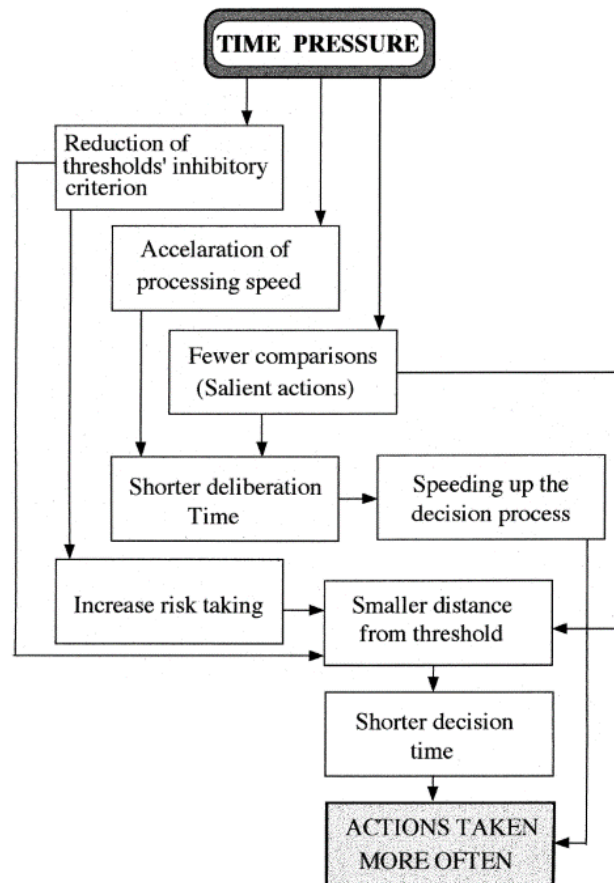 TIME PRESSURE
Reduction of
thresholds' inhibitory
criterion
Accelaration of
processing speed
Fewer comparisons
(Salient actions)
Shorter deliberation
Time
Speeding up the
decision process
Increase risk taking
Smaller distance
from threshold
Shorter decision
time
ACTIONS TAKEN
MORE OFTEN